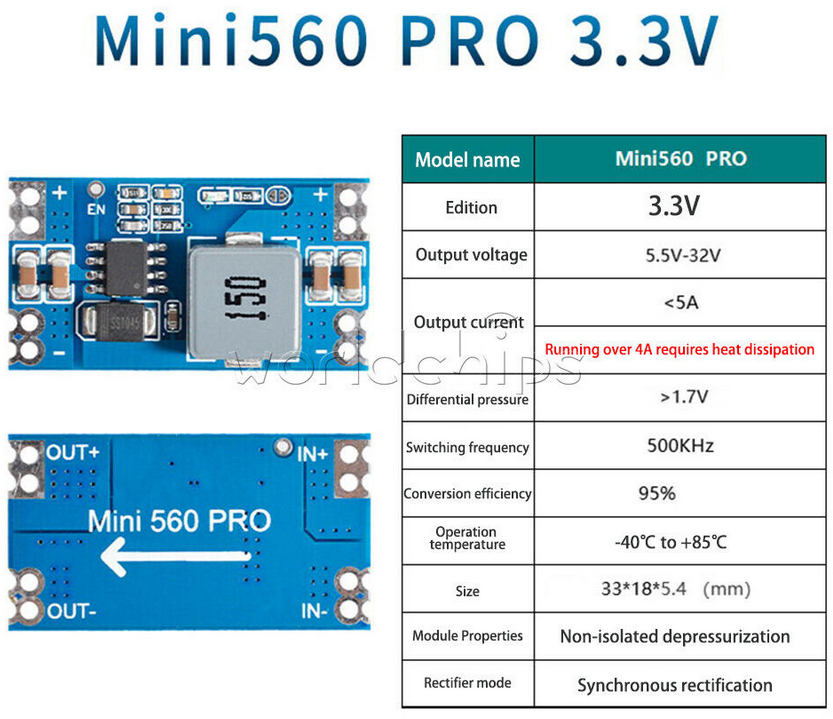 Mini560 PRO 3.3V
+
EN
+
150
SS1045
-
-
worldchips
OUT+
IN+
Mini 560 PRO
OUT-
IN-
Model name
Mini560 PRO
Edition
3.3V
Output voltage
5.5V-32V
Output current
<5A
Running over 4A requires heat dissipation
Differential pressure
>1.7V
Switching frequency
500KHz
Conversion efficiency
95%
Operation
temperature
-40℃ to +85℃
Size
33*18*5.4 (mm)
Module Properties
Non-isolated depressurization
Rectifier mode
Synchronous rectification